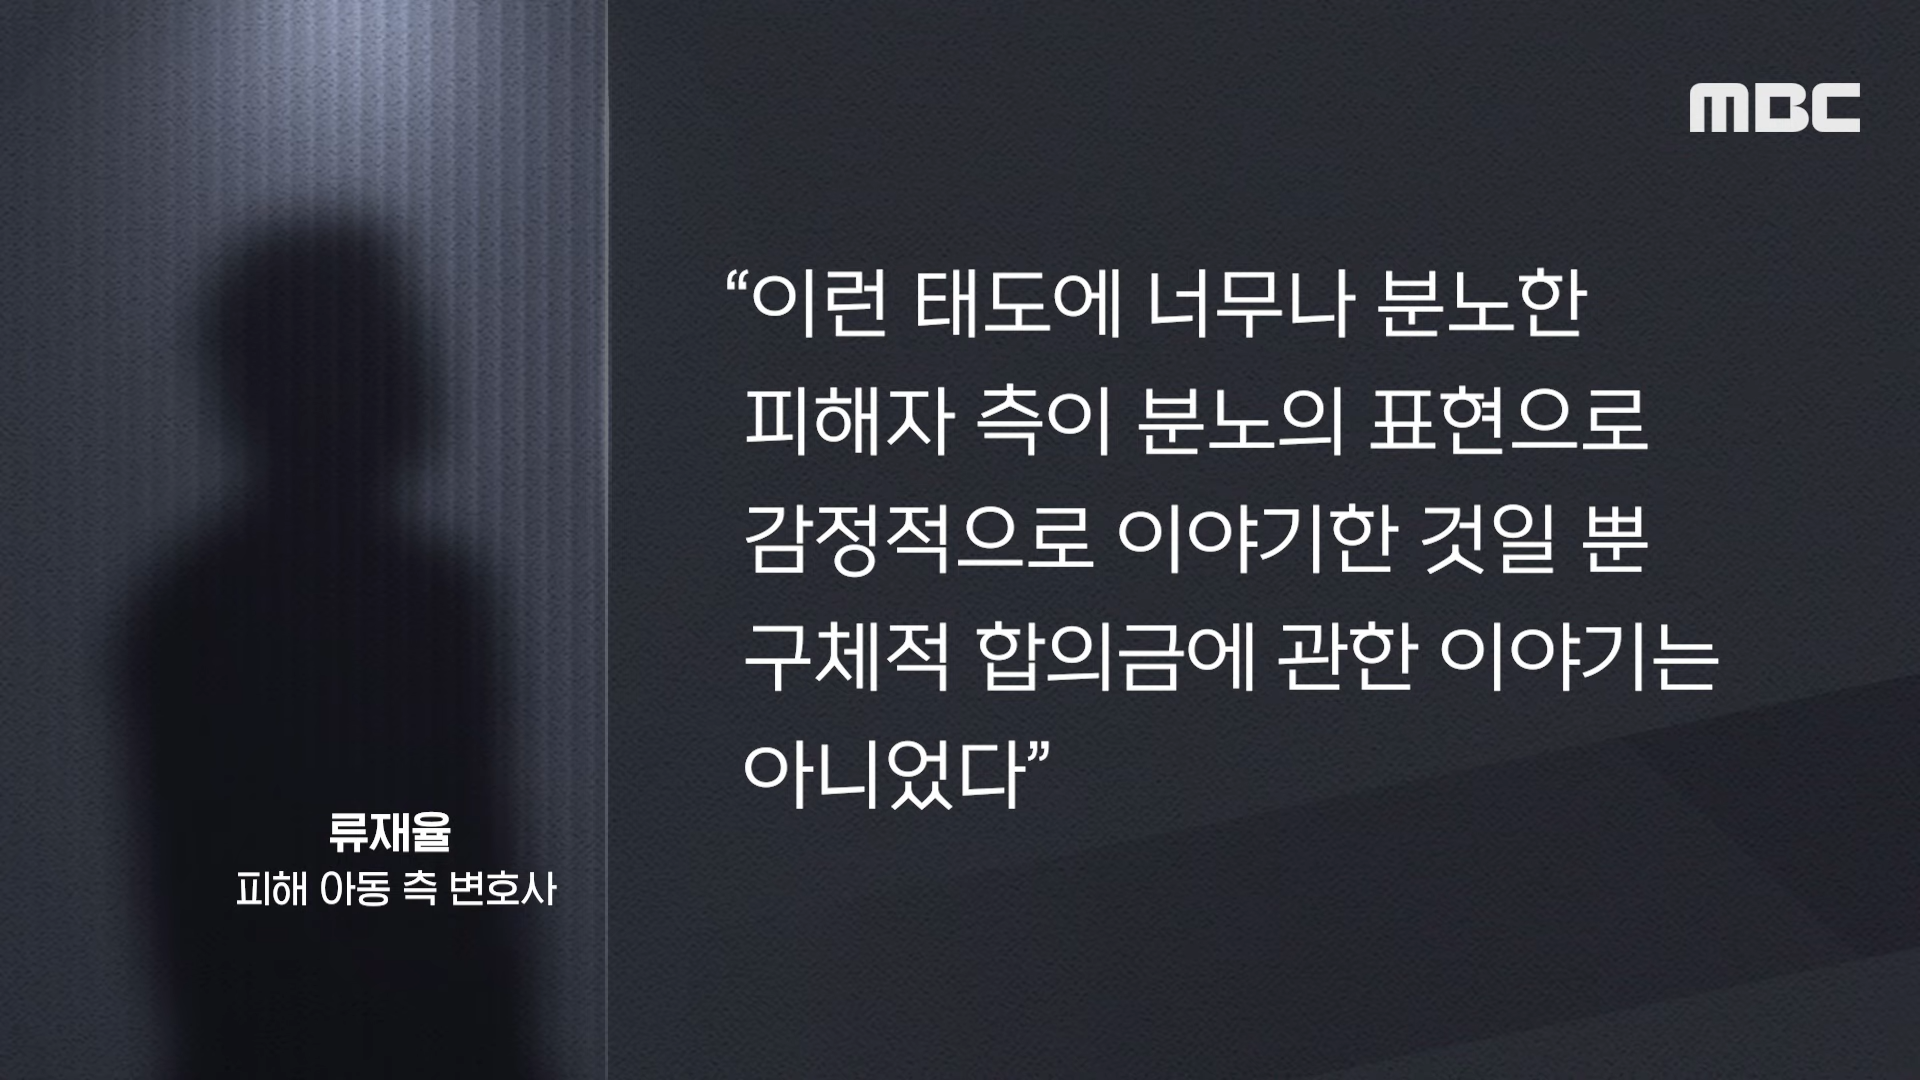 MBC
“이런 태도에 너무나 분노한
피해자 측이 분노의 표현으로
감정적으로 이야기한 것일 뿐
구체적 합의금에 관한 이야기는
아니었다”
류재율
피해 아동 측 변호사